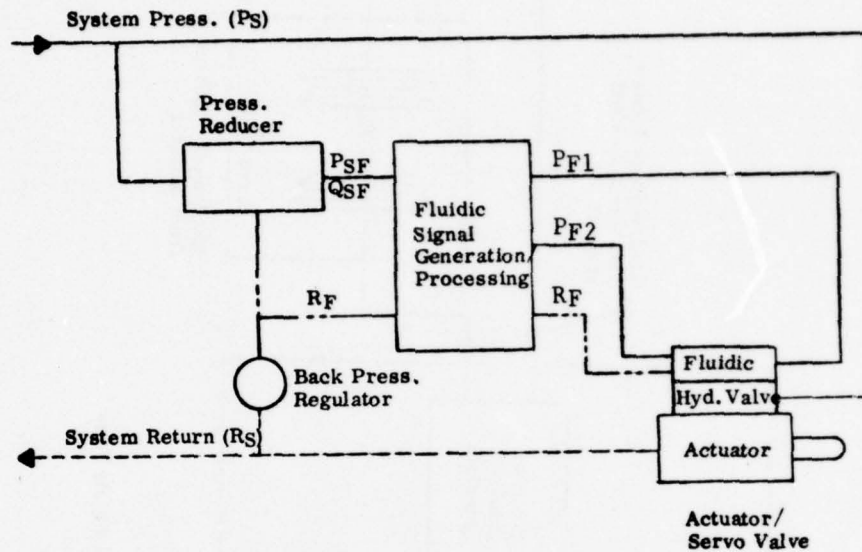 System Press. (PS)
Press.
Reducer
PSF
QSF
PF1
Fluidic
Signal
Generation/
Processing
PF2
RF
RF
Fluidic
Back Press.
Regulator
Hyd. Valv
System Return (RS)
Actuator
Actuator/
Servo Valve